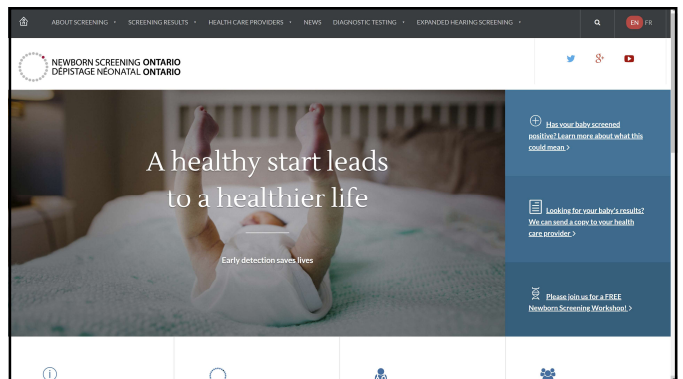 ABOUT SCREENING SCREENING RESULTS HEALTH CARE PROVIDERS NEWS DIAGNOSTIC TESTING EXPANDED HEARING SCREENING EN FR
NEWBORN SCREENING ONTARIO
DÉPISTAGE NÉONATAL ONTARIO
A healthy start leads
to a healthier life
Early detection saves lives
Has your baby screened
positive? Learn more about what this
could mean >
Looking for your baby's results?
We can send a copy to your health
care provider >
Please join us for a FREE
Newborn Screening Workshop! >